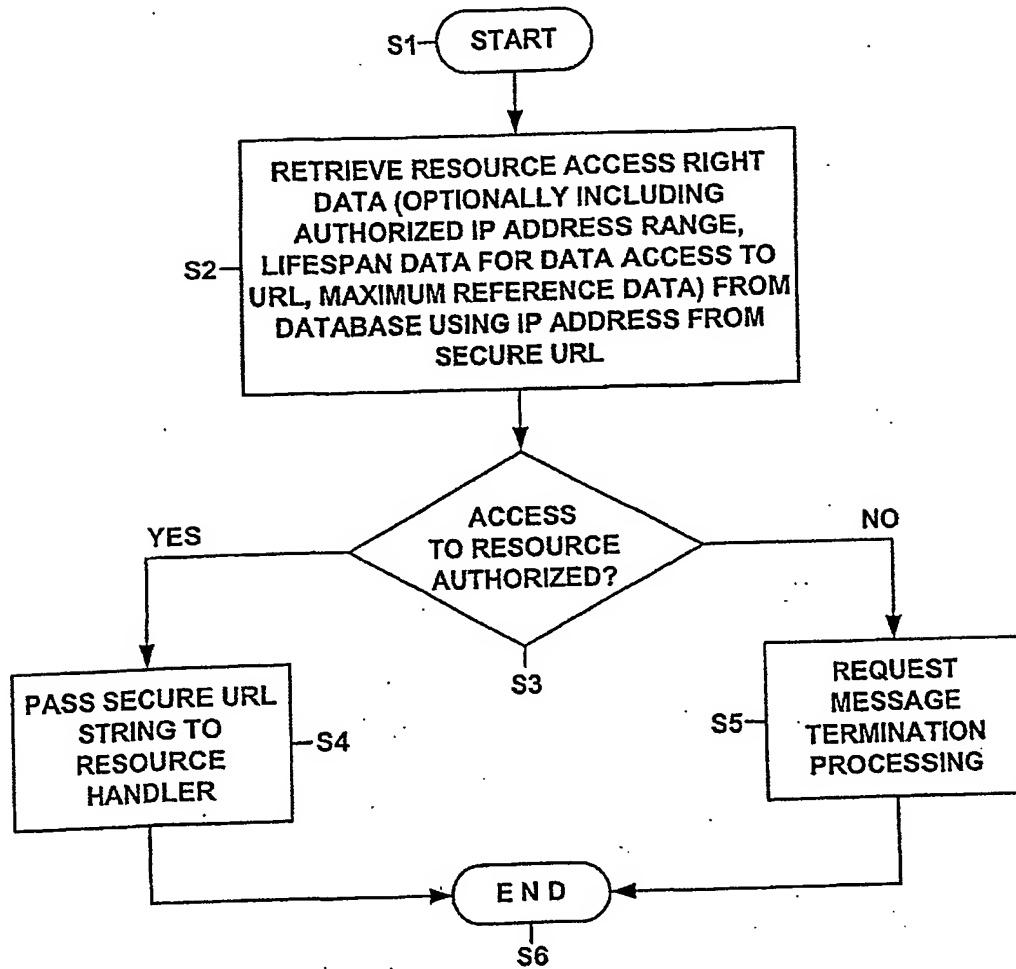 S1
START
RETRIEVE RESOURCE ACCESS RIGHT
DATA (OPTIONALLY INCLUDING
AUTHORIZED IP ADDRESS RANGE,
LIFESPAN DATA FOR DATA ACCESS TO
URL, MAXIMUM REFERENCE DATA) FROM
DATABASE USING IP ADDRESS FROM
SECURE URL
S2
ACCESS
TO RESOURCE
AUTHORIZED?
YES
NO
S3
PASS SECURE URL
STRING TO
RESOURCE
HANDLER
S4
S5
REQUEST
MESSAGE
TERMINATION
PROCESSING
END
S6